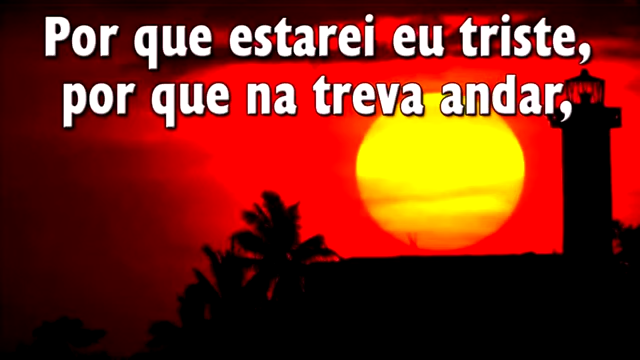 Por que estarei eu triste,
por que na treva andar,